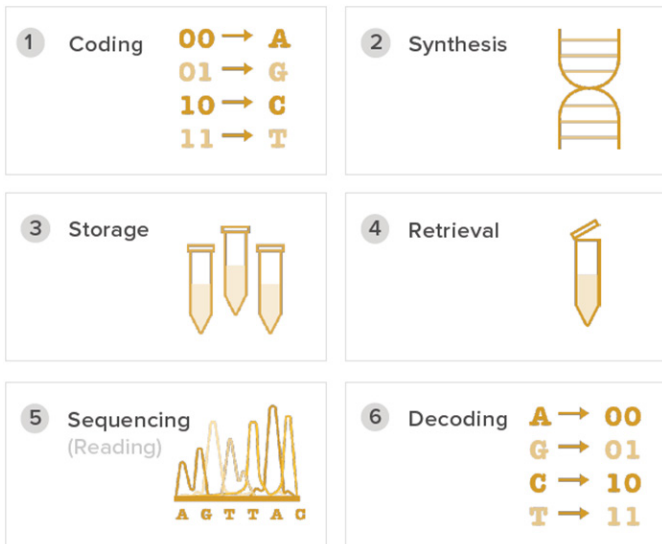 1 Coding
00 → A
01 → G
10 → C
11 → T
2 Synthesis
3 Storage
4 Retrieval
5 Sequencing
(Reading)
A G T T A C
6 Decoding
A → 00
G → 01
C → 10
T → 11